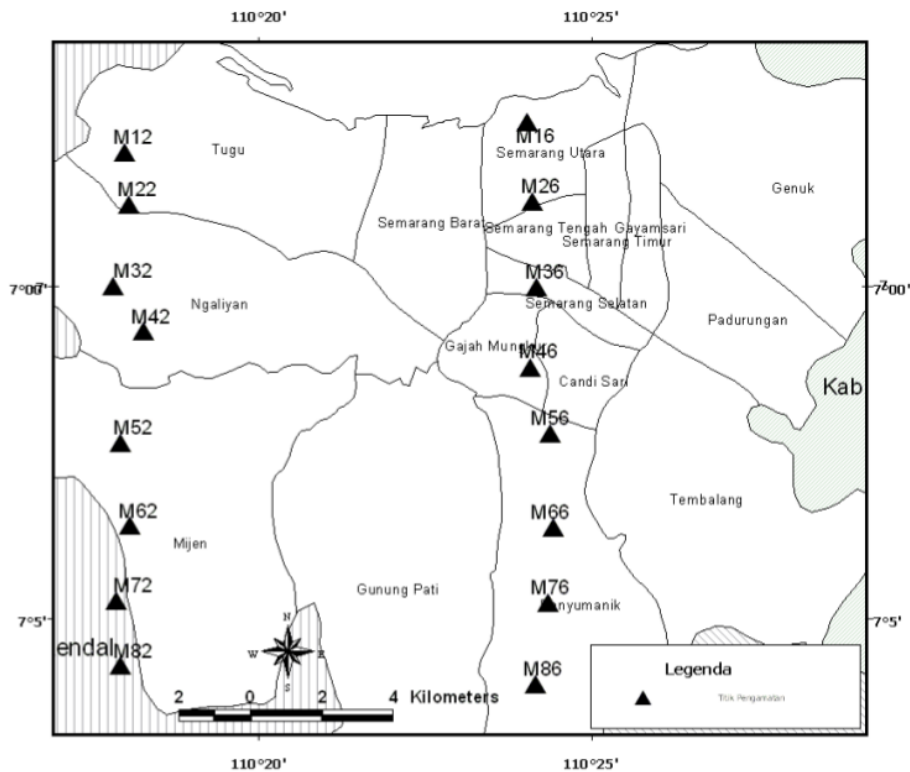 110°20' 110°25'
M12
M16
Tugu
Semarang Utara
M22
M26
Genuk
Semarang Barat
Semarang Tengah Gayamsari
Semarang Timur
M32
M36
7°00'
7°00'
Ngaliyan
Semarang Selatan
M42
Padurungan
Gajah
M46
Candi Sari
Kab
M52
M56
M62
M66
Tembalang
Mijen
M72
M76
Gunung Pati
7°5'
7°5'
endal
M82
N
W E
S
M86
Legenda
Titik Pengamatan
2 0 2 4 Kilometers
110°20' 110°25'